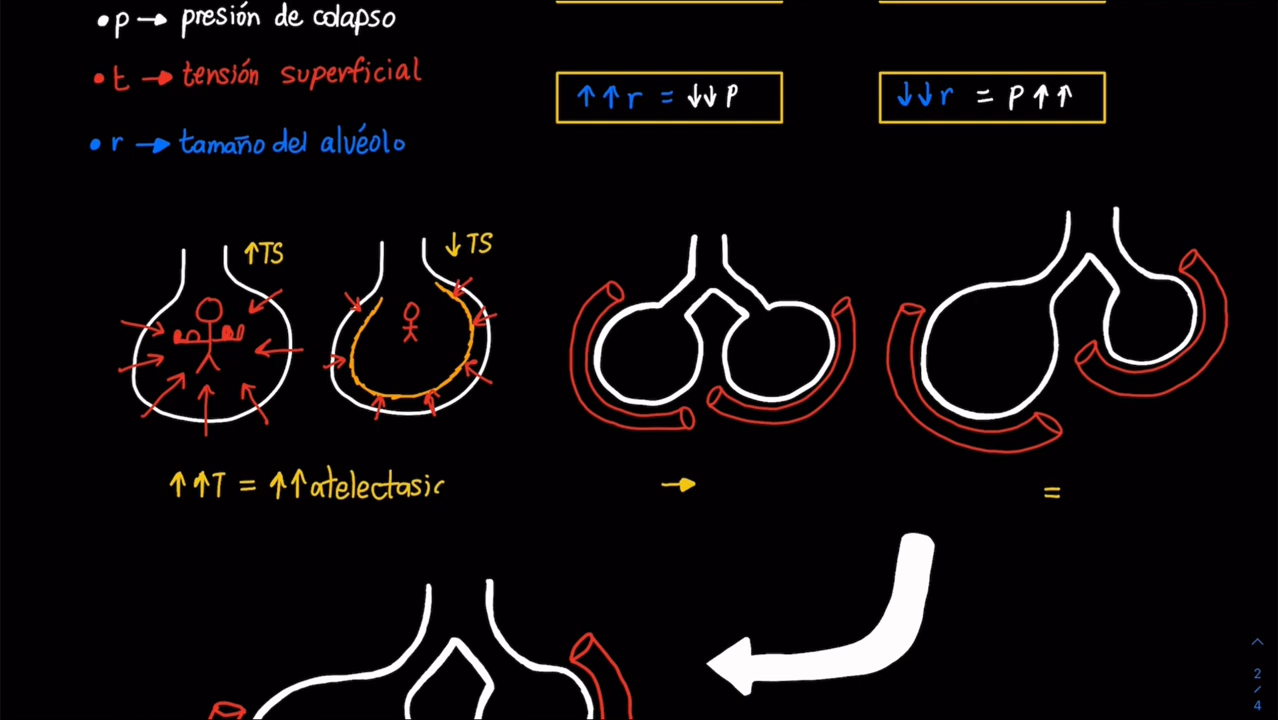 • p → presión de colapso
• t → tensión superficial
• r → tamaño del alvéolo
↑↑r = ↓↓p
↓↓r = p↑↑
↑TS
↓TS
↑↑T = ↑↑atelectasic
→
=
2
/
4